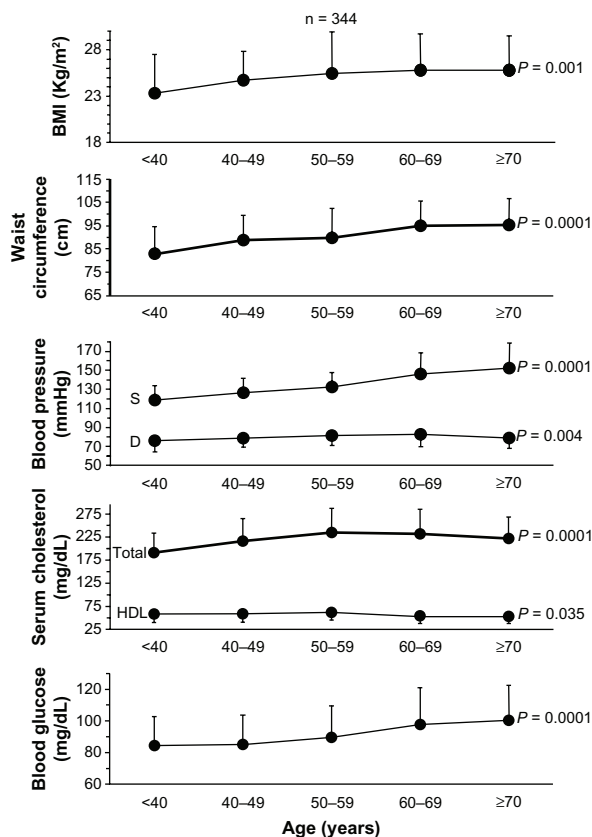 n = 344
BMI (Kg/m²)
28
23
18
P = 0.001
<40 40–49 50–59 60–69 ≥70
Waist
circumference
(cm)
115
105
95
85
75
65
P = 0.0001
<40 40–49 50–59 60–69 ≥70
Blood pressure
(mmHg)
170
150
130
110
90
70
50
S
D
P = 0.0001
P = 0.004
<40 40–49 50–59 60–69 ≥70
Serum cholesterol
(mg/dL)
275
225
175
125
75
25
Total
HDL
P = 0.0001
P = 0.035
<40 40–49 50–59 60–69 ≥70
Blood glucose
(mg/dL)
120
100
80
60
P = 0.0001
<40 40–49 50–59 60–69 ≥70
Age (years)